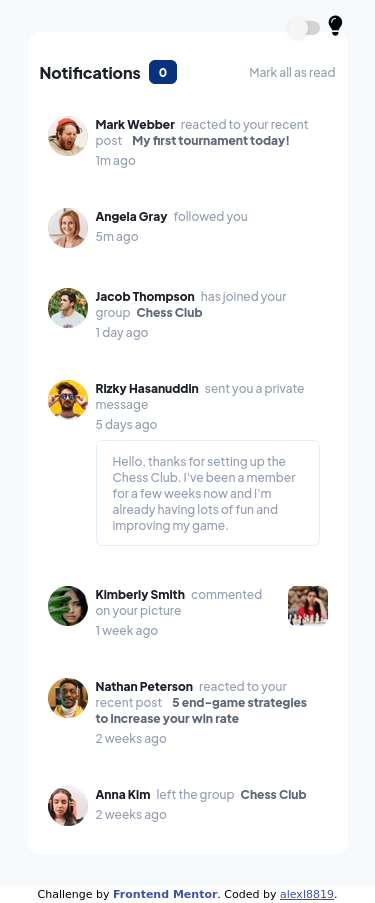 Notifications 0 Mark all as read
Mark Webber reacted to your recent
post My first tournament today!
1m ago
Angela Gray followed you
5m ago
Jacob Thompson has joined your
group Chess Club
1 day ago
Rizky Hasanuddin sent you a private
message
5 days ago
Hello, thanks for setting up the
Chess Club. I've been a member
for a few weeks now and I'm
already having lots of fun and
improving my game.
Kimberly Smith commented
on your picture
1 week ago
Nathan Peterson reacted to your
recent post 5 end-game strategies
to increase your win rate
2 weeks ago
Anna Kim left the group Chess Club
2 weeks ago
Challenge by Frontend Mentor. Coded by alexl8819.